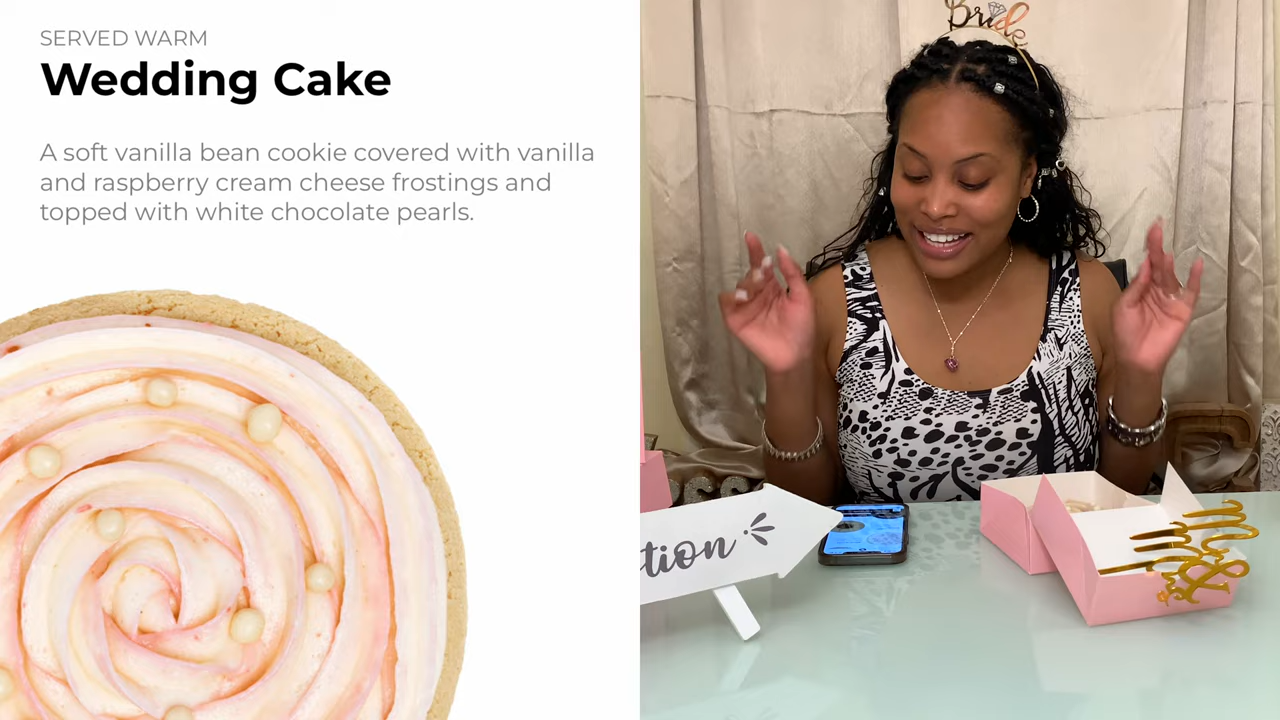 SERVED WARM
Wedding Cake
A soft vanilla bean cookie covered with vanilla
and raspberry cream cheese frostings and
topped with white chocolate pearls.
Bride
tion